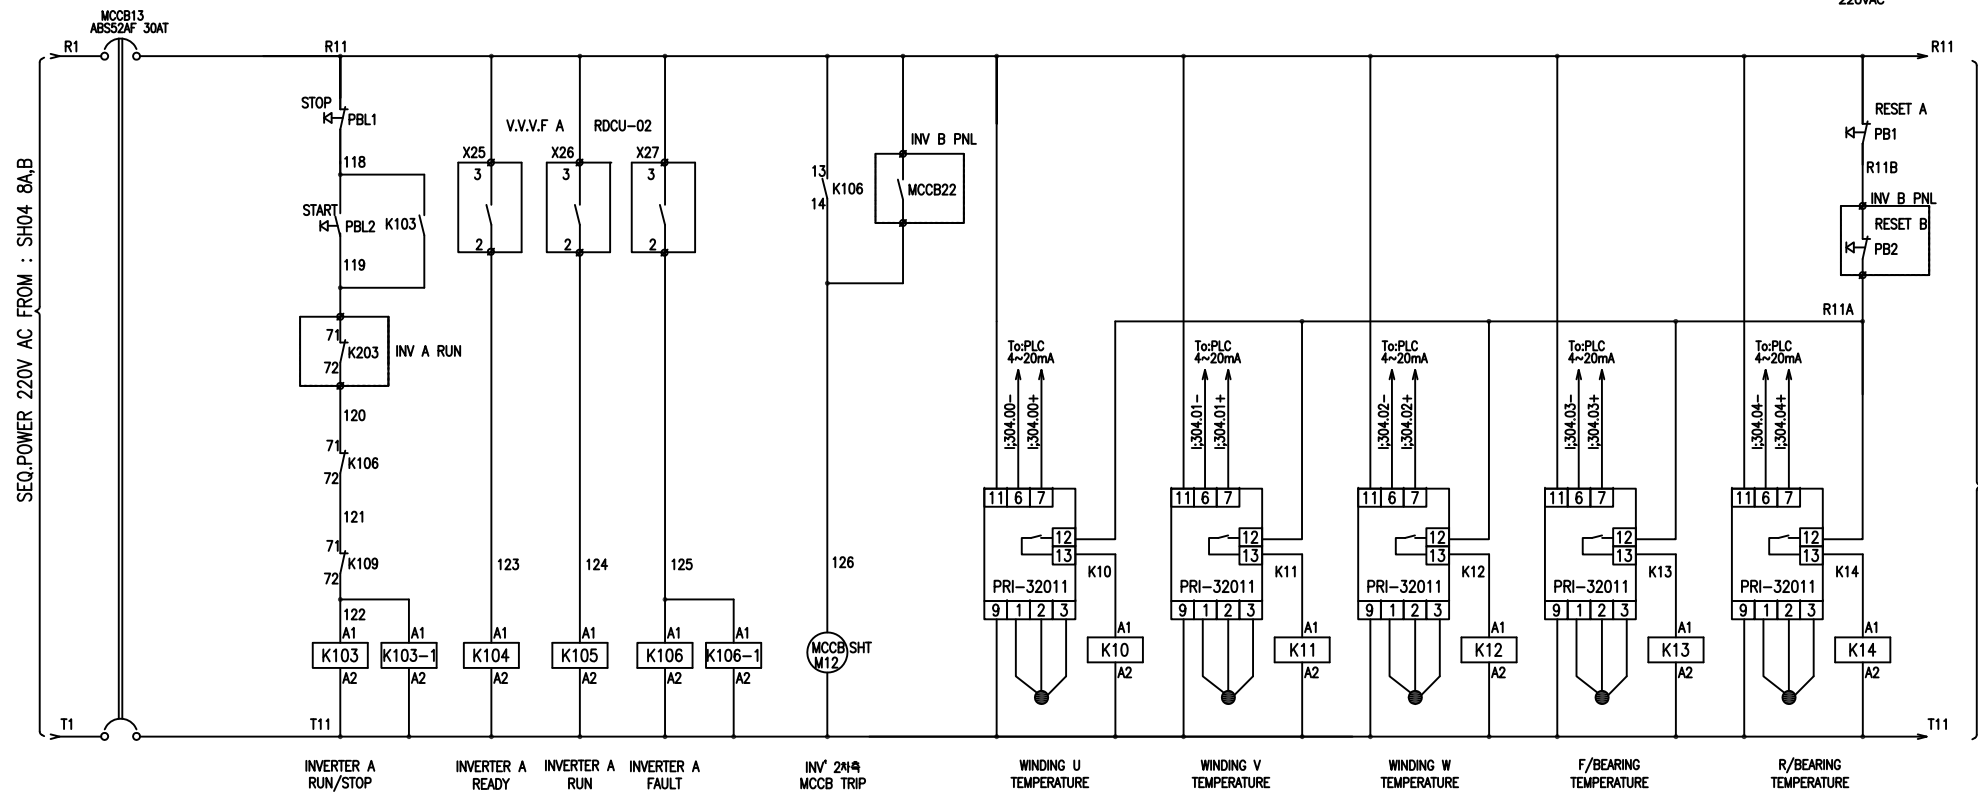 220VAC
MCCB13
ABS52AF 30AT
R1
R11
R11
SEQ.POWER 220V AC FROM : SH04 8A,B
STOP
PBL1
118
START
PBL2
K103
119
71
K203
72
INV A RUN
120
71
K106
72
121
71
K109
72
122
A1
K103
A2
A1
K103-1
A2
V.V.V.F A
RDCU-02
X25
3
2
123
A1
K104
A2
X26
3
2
124
A1
K105
A2
X27
3
2
125
A1
K106
A2
A1
K106-1
A2
13
K106
14
INV B PNL
MCCB22
126
MCCB SHT
M12
RESET A
PB1
R11B
INV B PNL
RESET B
PB2
R11A
To:PLC
4~20mA
I;304.00-
I;304.00+
11 6 7
12
13
PRI-32011
9 1 2 3
K10
A1
K10
A2
To:PLC
4~20mA
I;304.01-
I;304.01+
11 6 7
12
13
PRI-32011
9 1 2 3
K11
A1
K11
A2
To:PLC
4~20mA
I;304.02-
I;304.02+
11 6 7
12
13
PRI-32011
9 1 2 3
K12
A1
K12
A2
To:PLC
4~20mA
I;304.03-
I;304.03+
11 6 7
12
13
PRI-32011
9 1 2 3
K13
A1
K13
A2
To:PLC
4~20mA
I;304.04-
I;304.04+
11 6 7
12
13
PRI-32011
9 1 2 3
K14
A1
K14
A2
T1
T11
T11
INVERTER A
RUN/STOP
INVERTER A
READY
INVERTER A
RUN
INVERTER A
FAULT
INV' 2차측
MCCB TRIP
WINDING U
TEMPERATURE
WINDING V
TEMPERATURE
WINDING W
TEMPERATURE
F/BEARING
TEMPERATURE
R/BEARING
TEMPERATURE